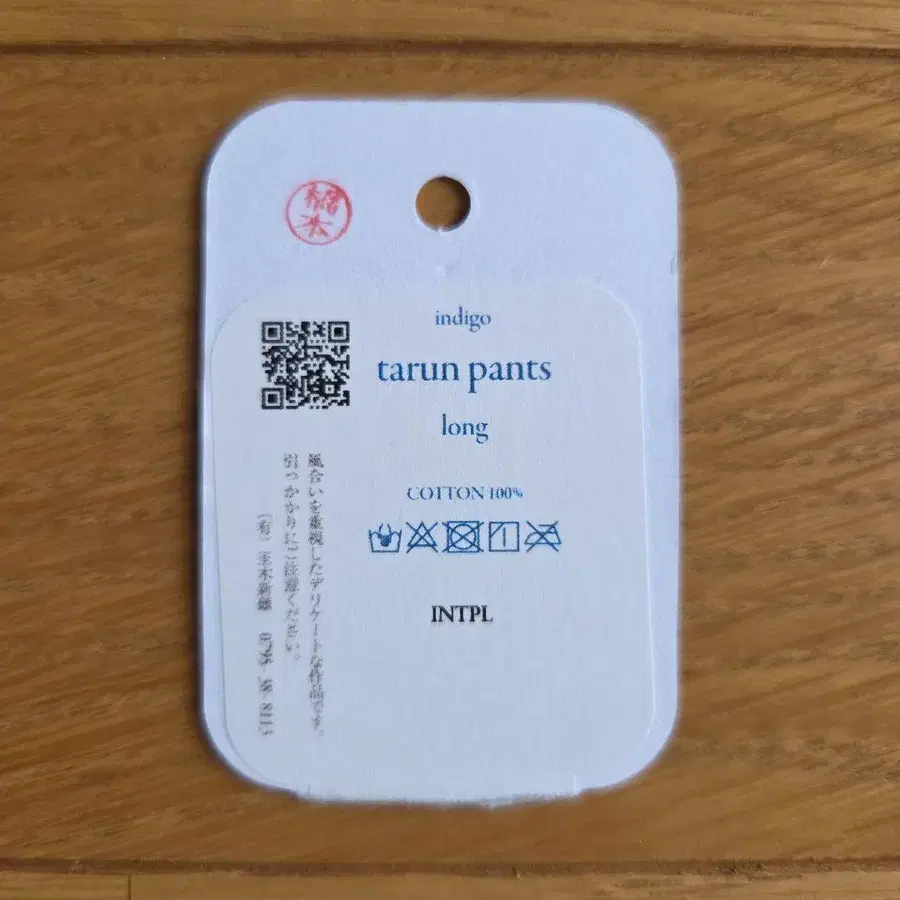 indigo
tarun pants
long
COTTON 100%
INTPL
風合いを重視したデリケートな作品です。
引っかかりにご注意ください。
(有) 玉木新雌 0795 38 8113